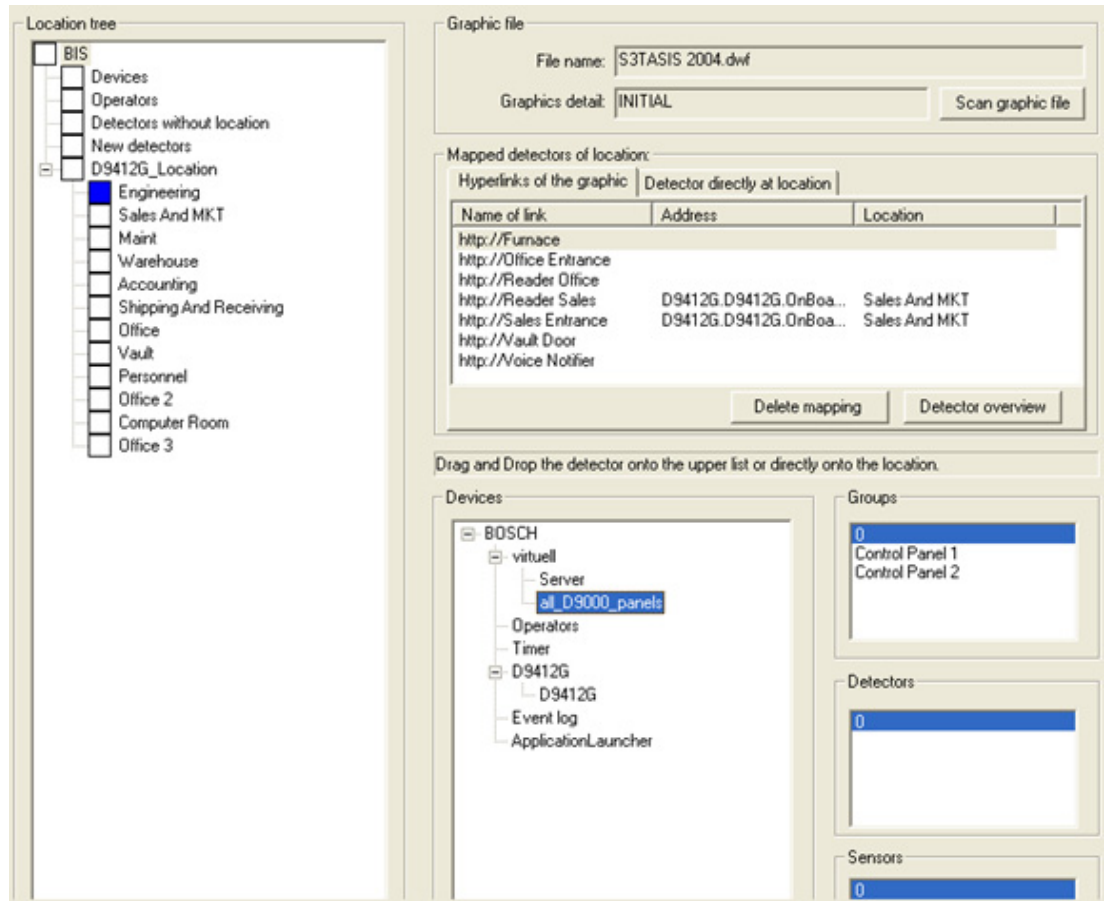 Location tree
BIS
Devices
Operators
Detectors without location
New detectors
D9412G_Location
Engineering
Sales And MKT
Maint
Warehouse
Accounting
Shipping And Receiving
Office
Vault
Personnel
Office 2
Computer Room
Office 3
Graphic file
File name: S3TASIS 2004.dwf
Graphics detail: INITIAL Scan graphic file
Mapped detectors of location:
Hyperlinks of the graphic Detector directly at location
Name of link Address Location
http://Furnace
http://Office Entrance
http://Reader Office
http://Reader Sales D9412G.D9412G.OnBoa... Sales And MKT
http://Sales Entrance D9412G.D9412G.OnBoa... Sales And MKT
http://Vault Door
http://Voice Notifier
Delete mapping Detector overview
Drag and Drop the detector onto the upper list or directly onto the location.
Devices
BOSCH
virtuell
Server
all_D9000_panels
Operators
Timer
D9412G
D9412G
Event log
ApplicationLauncher
Groups
0
Control Panel 1
Control Panel 2
Detectors
0
Sensors
0